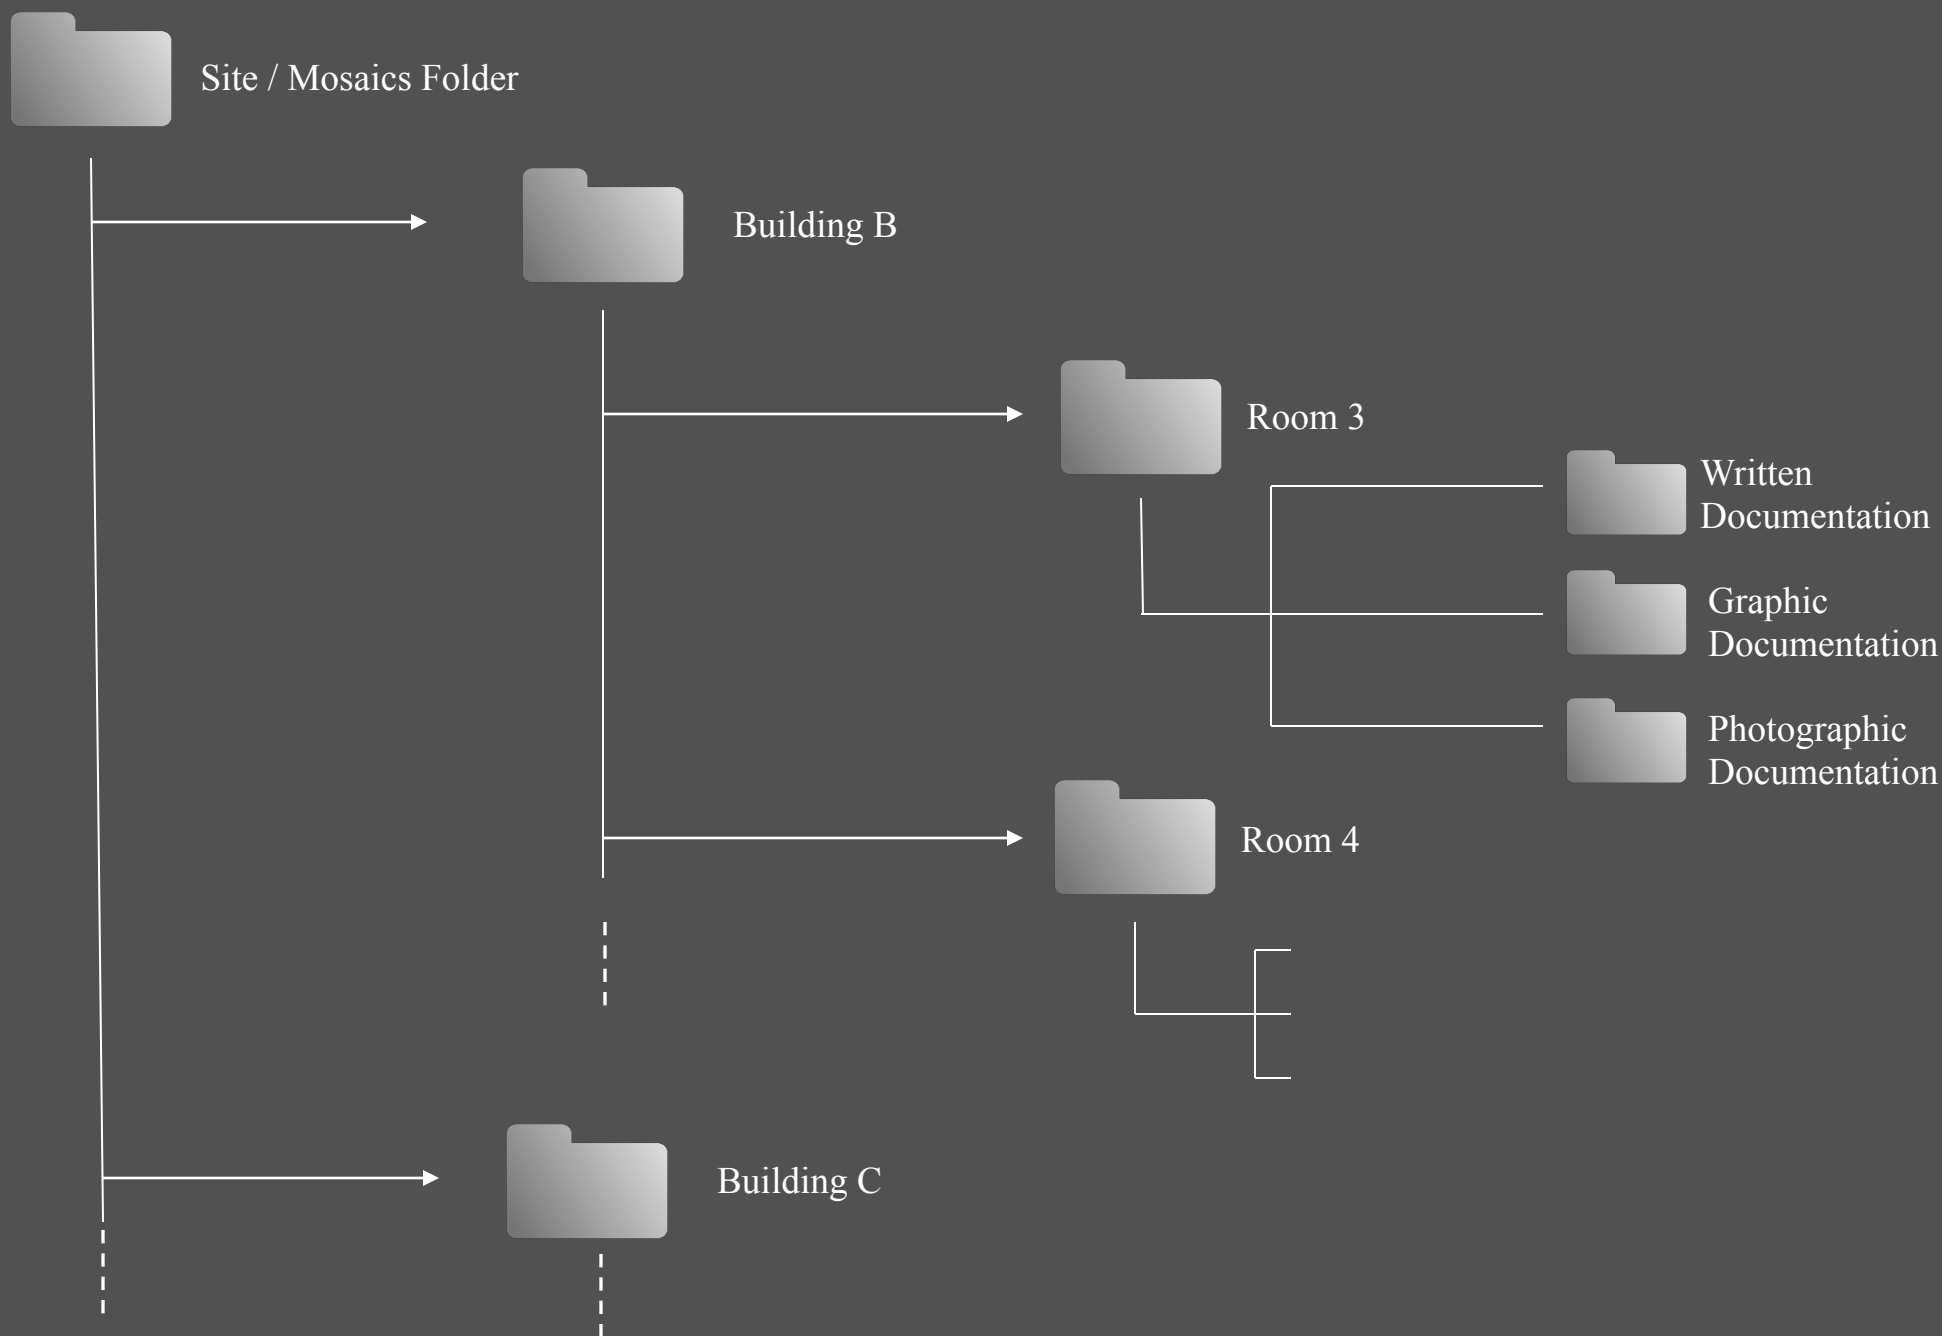 Site / Mosaics Folder
Building B
Room 3
Written
Documentation
Graphic
Documentation
Photographic
Documentation
Room 4
Building C